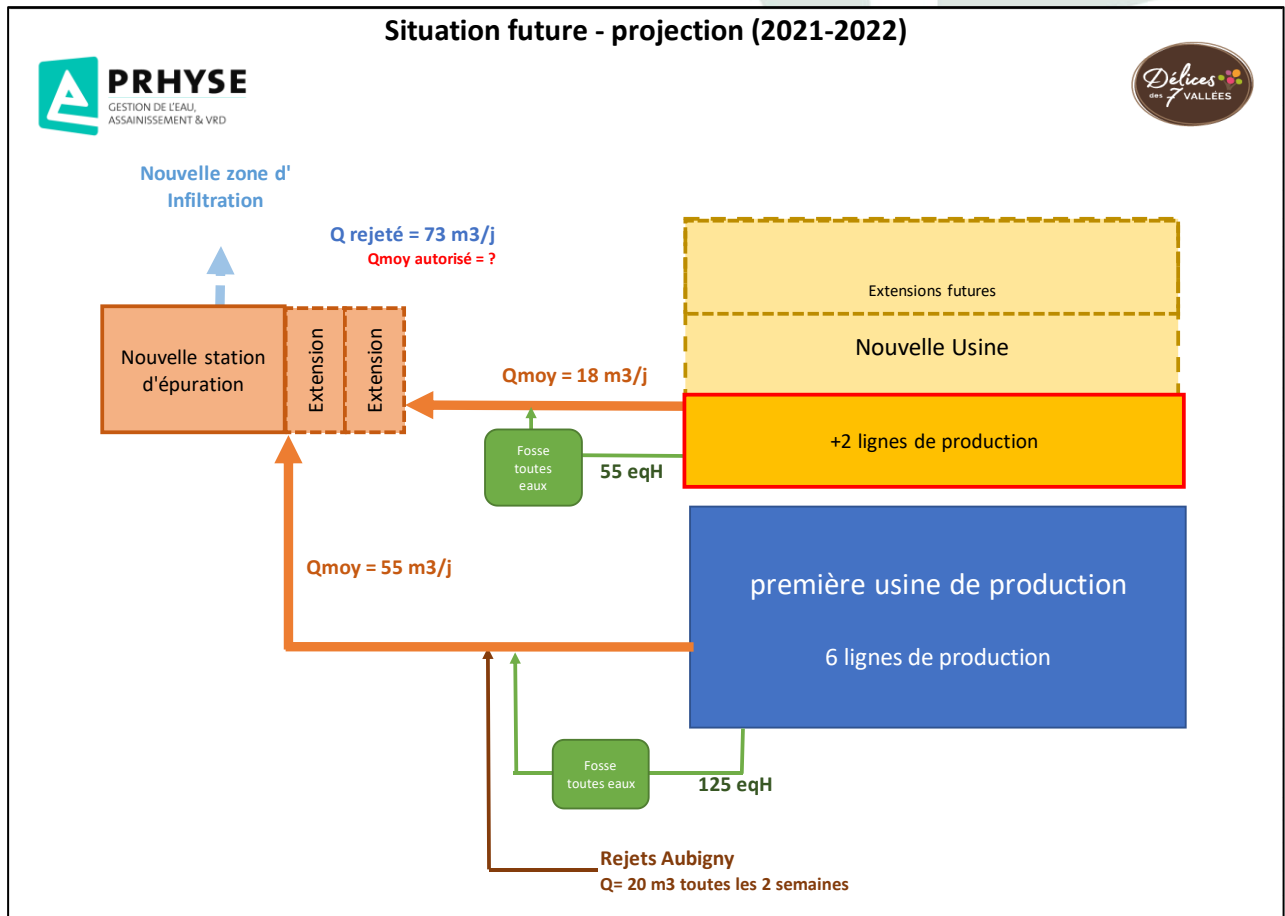 Situation future - projection (2021-2022)
PRHYSE
GESTION DE L'EAU,
ASSAINISSEMENT & VRD
Délices
des 7 VALLÉES
Nouvelle zone d'
Infiltration
Q rejeté = 73 m3/j
Qmoy autorisé = ?
Extensions futures
Nouvelle Usine
Nouvelle station
d'épuration
Extension
Extension
Qmoy = 18 m3/j
+2 lignes de production
Fosse
toutes
eaux
55 eqH
Qmoy = 55 m3/j
première usine de production
6 lignes de production
Fosse
toutes eaux
125 eqH
Rejets Aubigny
Q= 20 m3 toutes les 2 semaines